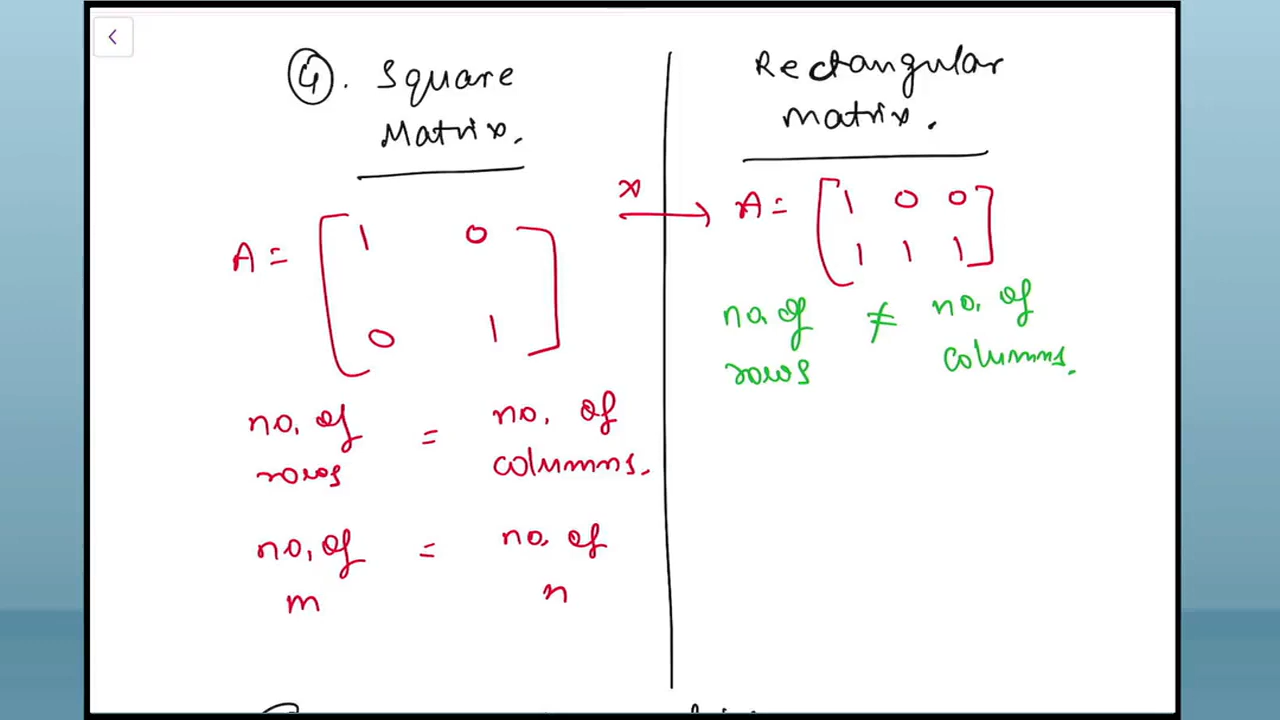 ④. Square
Matrix.
A = [1 0
0 1]
no. of rows = no. of columns.
no. of m = no. of n
x →
Rectangular
matrix.
A = [1 0 0
1 1 1]
no. of rows ≠ no. of columns.